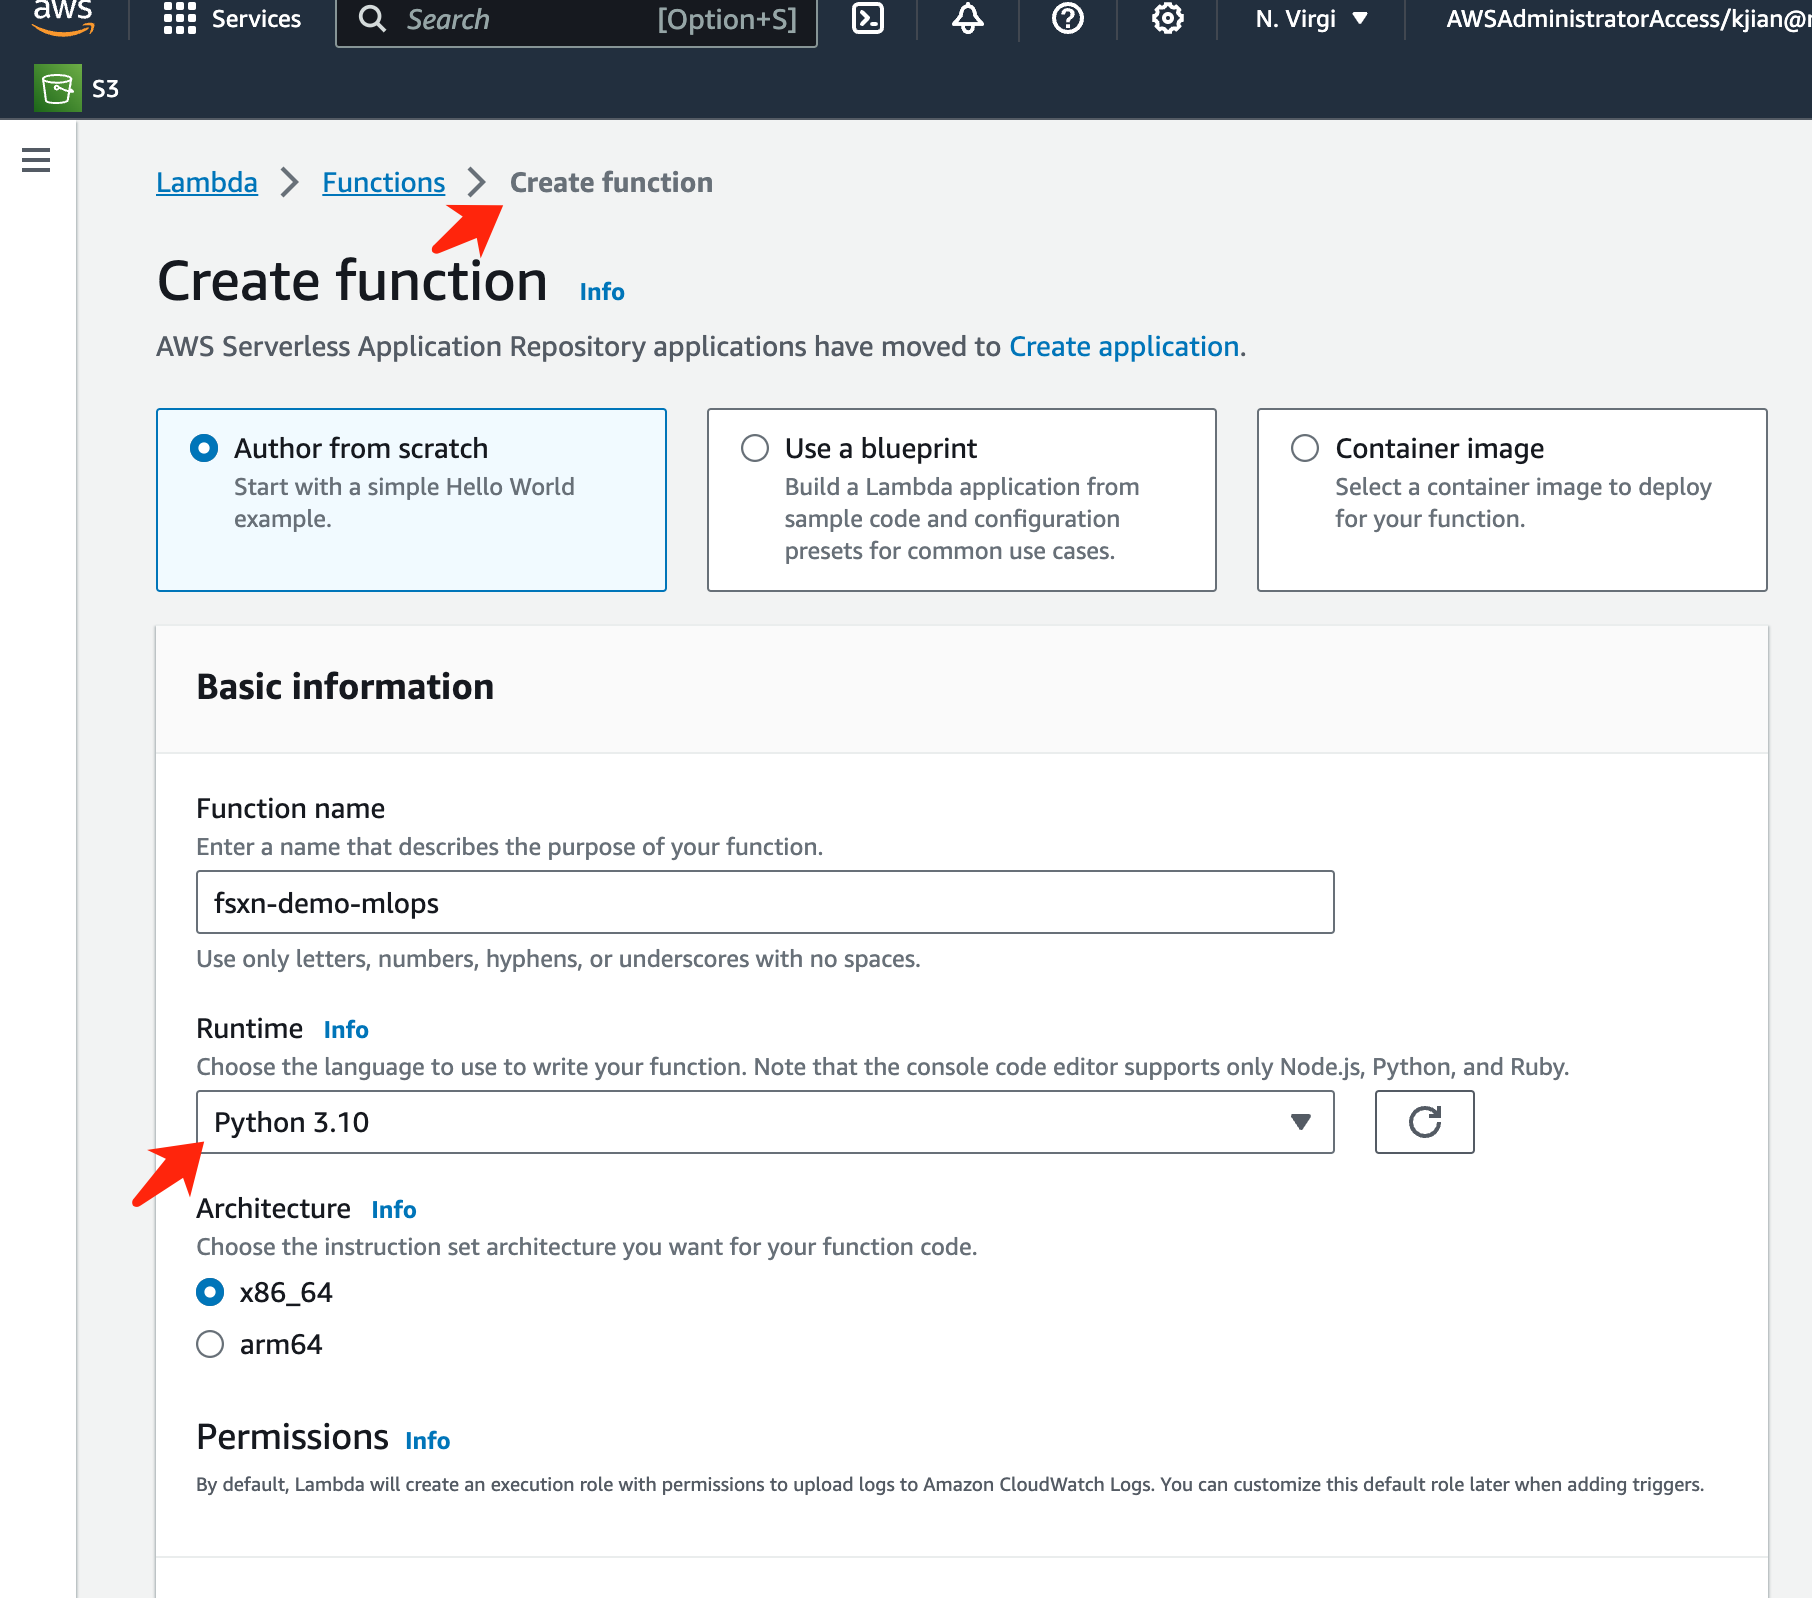 aws
Services
Search [Option+S]
N. Virgi
AWSAdministratorAccess/kjian@
S3
Lambda > Functions > Create function
Create function Info
AWS Serverless Application Repository applications have moved to Create application.
Author from scratch
Start with a simple Hello World
example.
Use a blueprint
Build a Lambda application from
sample code and configuration
presets for common use cases.
Container image
Select a container image to deploy
for your function.
Basic information
Function name
Enter a name that describes the purpose of your function.
fsxn-demo-mlops
Use only letters, numbers, hyphens, or underscores with no spaces.
Runtime Info
Choose the language to use to write your function. Note that the console code editor supports only Node.js, Python, and Ruby.
Python 3.10
Architecture Info
Choose the instruction set architecture you want for your function code.
x86_64
arm64
Permissions Info
By default, Lambda will create an execution role with permissions to upload logs to Amazon CloudWatch Logs. You can customize this default role later when adding triggers.